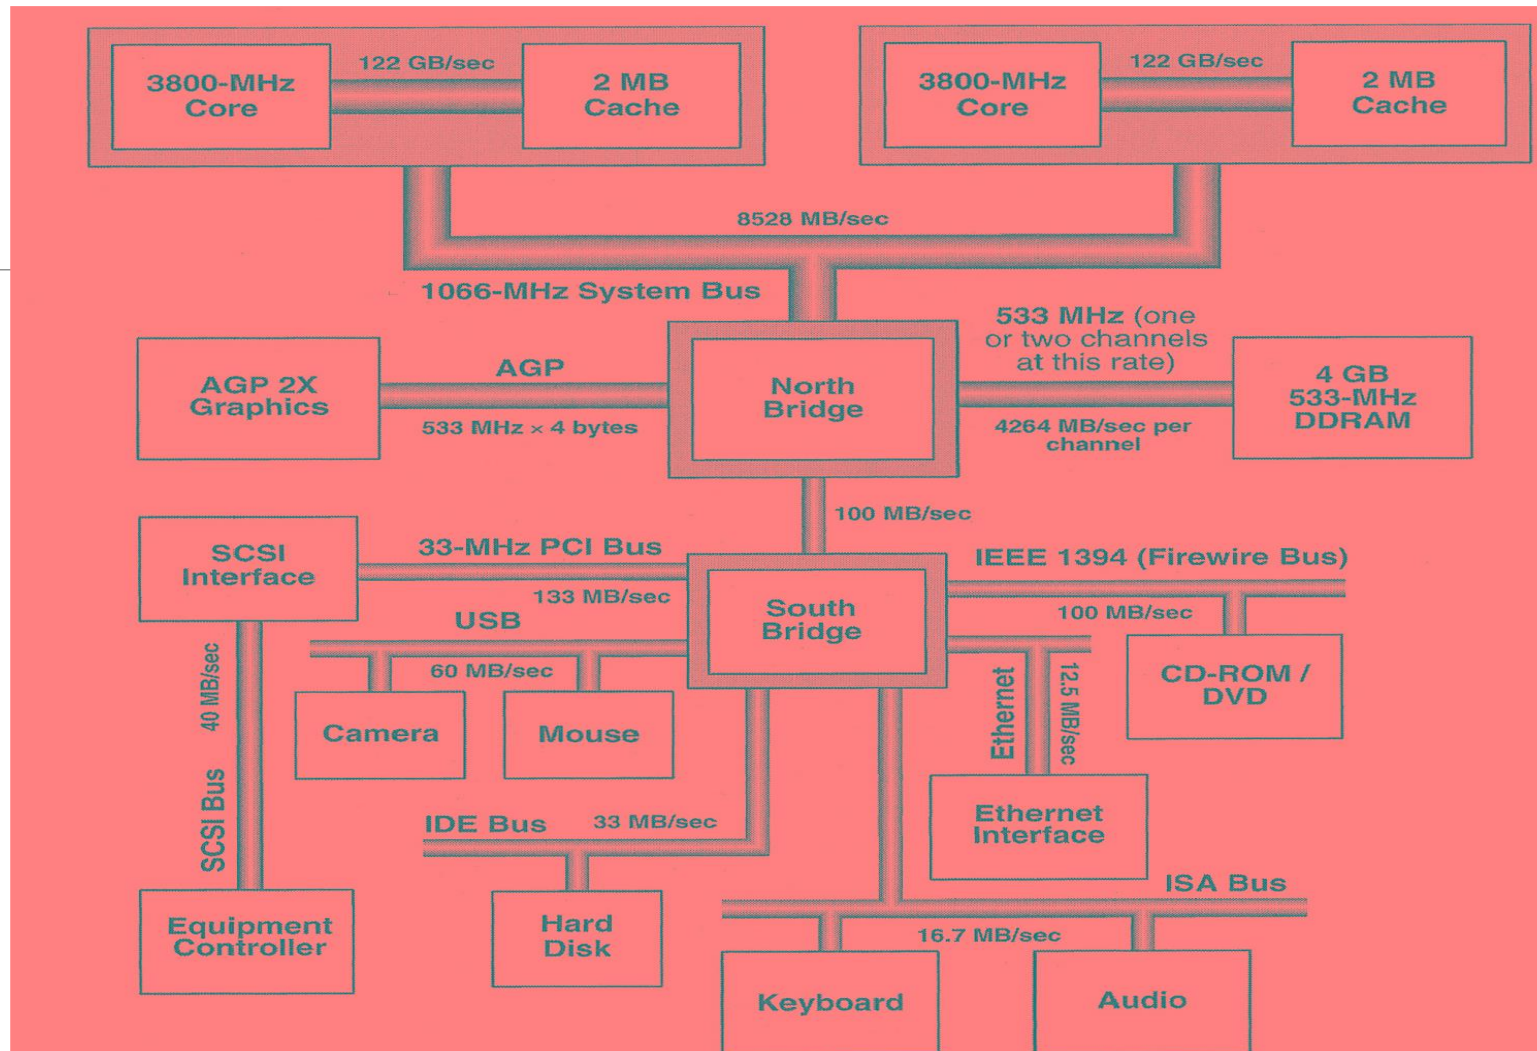 122 GB/sec
3800-MHz
Core
2 MB
Cache
122 GB/sec
3800-MHz
Core
2 MB
Cache
8528 MB/sec
1066-MHz System Bus
533 MHz (one
or two channels
at this rate)
AGP 2X
Graphics
AGP
533 MHz × 4 bytes
North
Bridge
4264 MB/sec per
channel
4 GB
533-MHz
DDRAM
100 MB/sec
SCSI
Interface
33-MHz PCI Bus
133 MB/sec
South
Bridge
IEEE 1394 (Firewire Bus)
100 MB/sec
USB
60 MB/sec
Camera
Mouse
CD-ROM /
DVD
Ethernet
12.5 MB/sec
Ethernet
Interface
40 MB/sec
SCSI Bus
IDE Bus
33 MB/sec
ISA Bus
16.7 MB/sec
Equipment
Controller
Hard
Disk
Keyboard
Audio